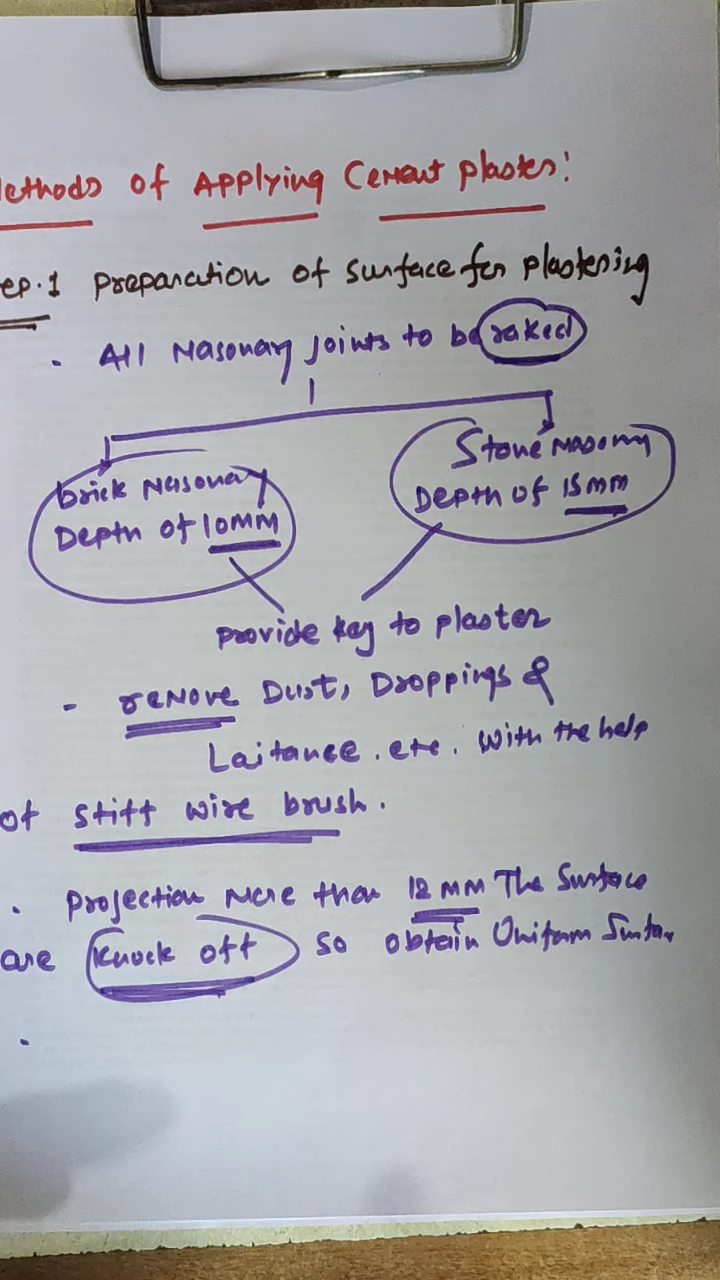 ethods of Applying Cement plaster:
ep.1 preparation of surface for plastering
. All Masonary joints to be raked
brick Masonay
Depth of 10MM
Stone Masonry
Depth of 15mm
provide key to plaster
- remove Dust, Droppings &
Laitance. etc. with the help
of stiff wire brush.
. projection More than 12 MM The Surface
are Knock off so obtain Uniform
.